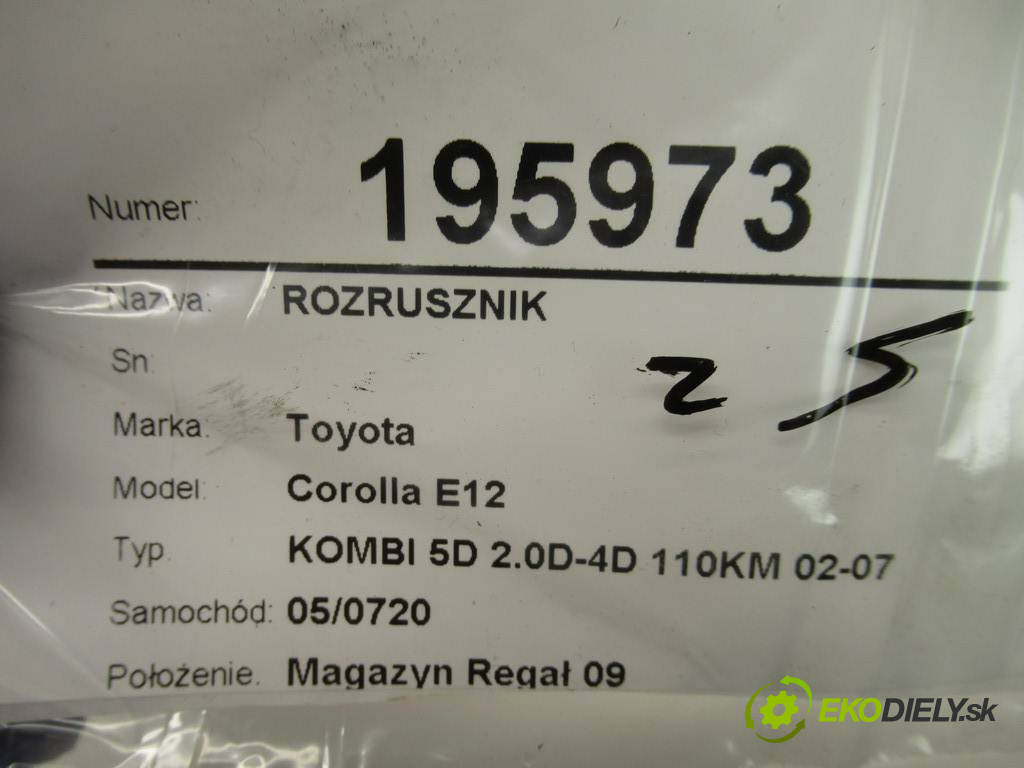 Numer: 195973
Nazwa: ROZRUSZNIK
Sn.
2 5
Marka: Toyota
Model: Corolla E12
Typ. KOMBI 5D 2.0D-4D 110KM 02-07
Samochód: 05/0720
Położenie. Magazyn Regał 09
EKODIELY.sk